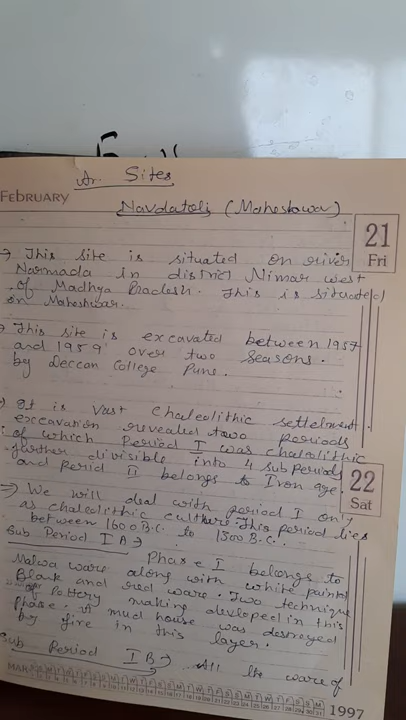 Ar. Sites
FEBRUARY
Navdatoli (Maheshwar)
21
Fri
→ This site is situated on river
Narmada in district Nimar west
of Madhya Pradesh. This is situated
on Maheshwar.
→ This site is excavated between 1957
and 1959 over two seasons.
by Deccan College Pune.
→ It is vast chalcolithic settlement.
excavation revealed two periods
of which Period I was chalcolithic
further divisible into 4 sub periods
and period II belongs to Iron age.
22
Sat
⇒ We will deal with period I only
as chalcolithic culture. This period lies
between 1600 B.C. to 1300 B.C..
Sub Period IA→
Phase I belongs to
Malwa ware along with white paint
Black and red ware. Two technique
of Pottery making devloped in this
Phase. mud house was destroyed
by fire in this layer.
Sub Period IB→ All the ware of
MAR
1997